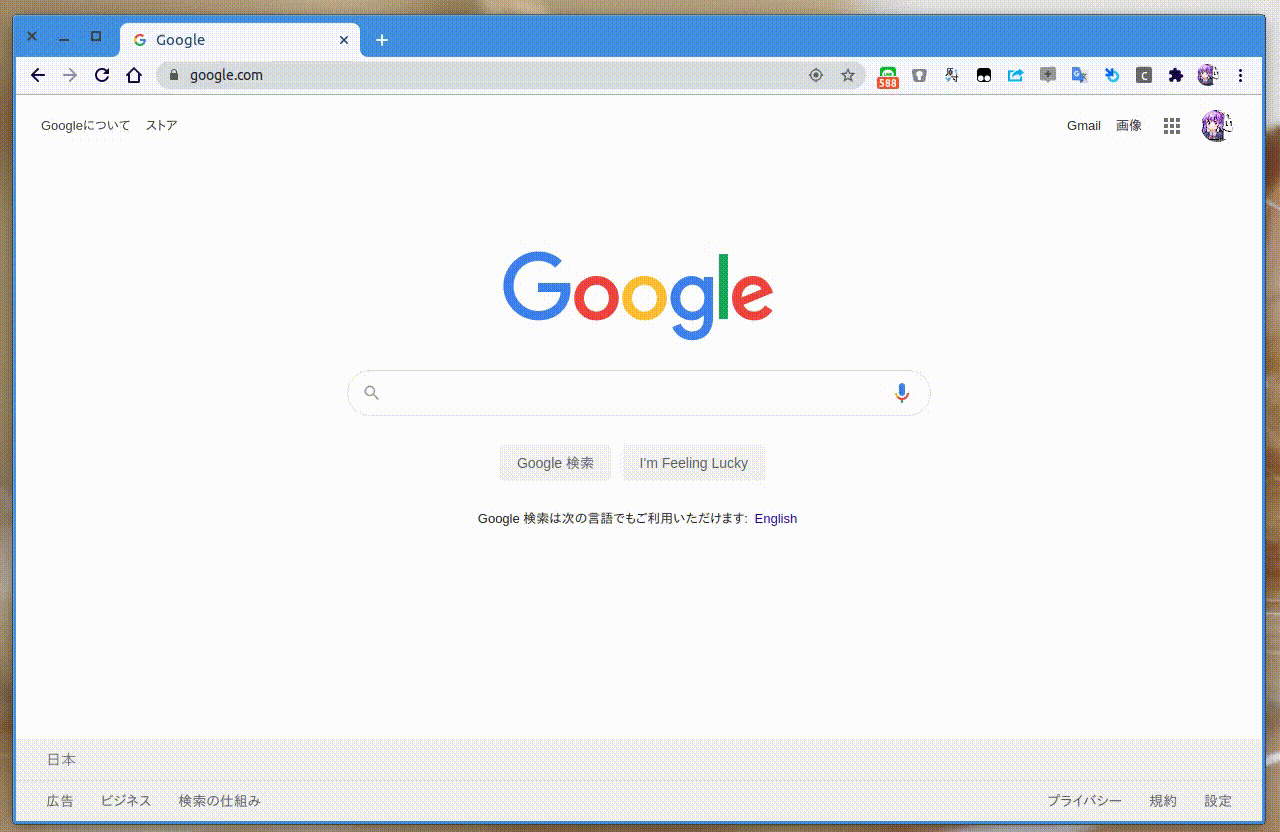 Google
google.com
588
C
Googleについて ストア Gmail 画像
Google
Google 検索 I'm Feeling Lucky
Google 検索は次の言語でもご利用いただけます: English
日本
広告 ビジネス 検索の仕組み プライバシー 規約 設定